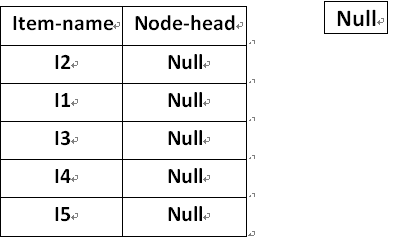 Item-name Node-head
I2 Null
I1 Null
I3 Null
I4 Null
I5 Null
Null